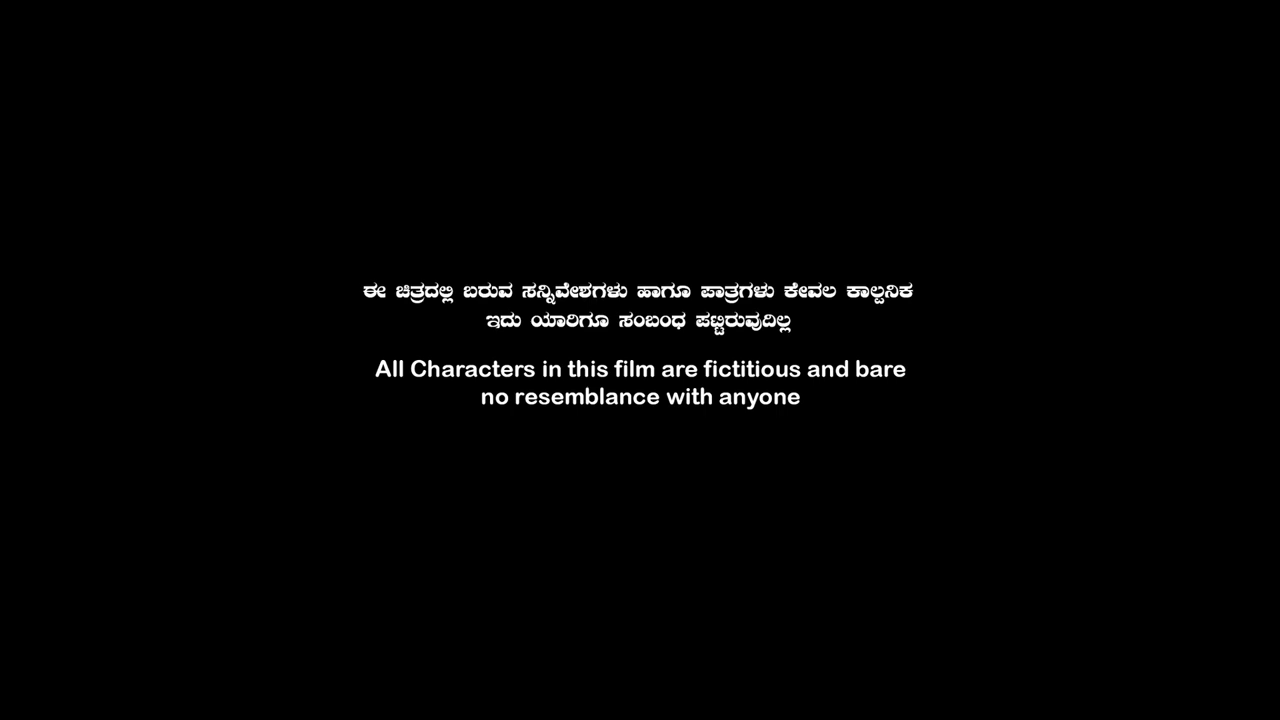 ಈ ಚಿತ್ರದಲ್ಲಿ ಬರುವ ಸನ್ನಿವೇಶಗಳು ಹಾಗೂ ಪಾತ್ರಗಳು ಕೇವಲ ಕಾಲ್ಪನಿಕ
ಇದು ಯಾರಿಗೂ ಸಂಬಂಧ ಪಟ್ಟಿರುವುದಿಲ್ಲ
All Characters in this film are fictitious and bare
no resemblance with anyone